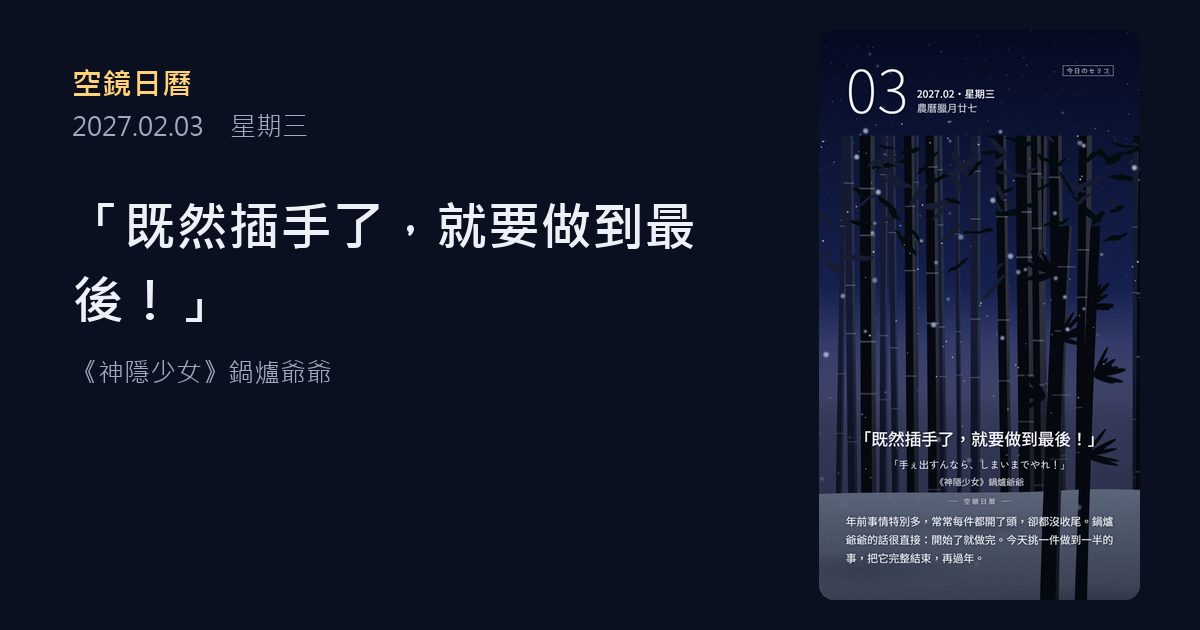 空鏡日曆
2027.02.03 星期三
「既然插手了，就要做到最
後！」
《神隱少女》鍋爐爺爺
03
2027.02・星期三
農曆臘月廿七
今日のセリフ
「既然插手了，就要做到最後！」
「手ぇ出すんなら、しまいまでやれ！」
《神隱少女》鍋爐爺爺
— 空鏡日曆 —
年前事情特別多，常常每件都開了頭，卻都沒收尾。鍋爐
爺爺的話很直接：開始了就做完。今天挑一件做到一半的
事，把它完整結束，再過年。